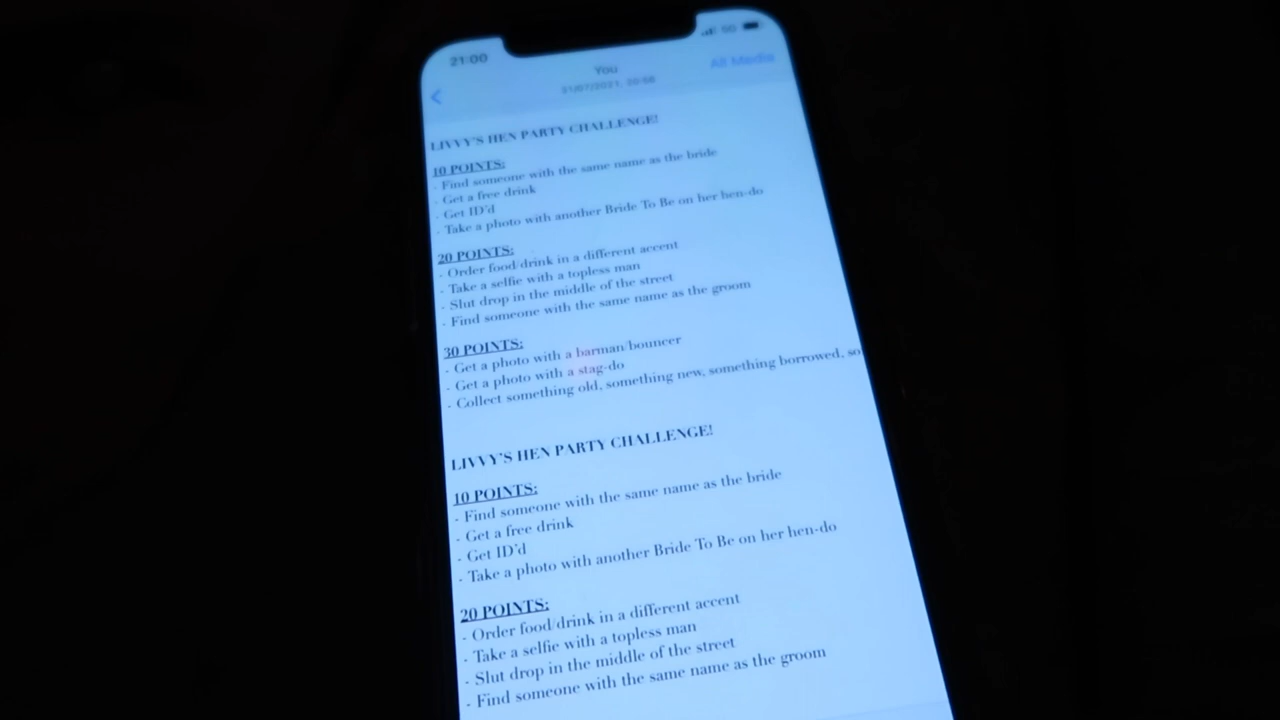 21:00
5G
You
All Media
31/07/2021, 20:58
LIVVY'S HEN PARTY CHALLENGE!
10 POINTS:
- Find someone with the same name as the bride
- Get a free drink
- Get ID'd
- Take a photo with another Bride To Be on her hen-do
20 POINTS:
- Order food/drink in a different accent
- Take a selfie with a topless man
- Slut drop in the middle of the street
- Find someone with the same name as the groom
30 POINTS:
- Get a photo with a barman/bouncer
- Get a photo with a stag-do
- Collect something old, something new, something borrowed, so
LIVVY'S HEN PARTY CHALLENGE!
10 POINTS:
- Find someone with the same name as the bride
- Get a free drink
- Get ID'd
- Take a photo with another Bride To Be on her hen-do
20 POINTS:
- Order food/drink in a different accent
- Take a selfie with a topless man
- Slut drop in the middle of the street
- Find someone with the same name as the groom